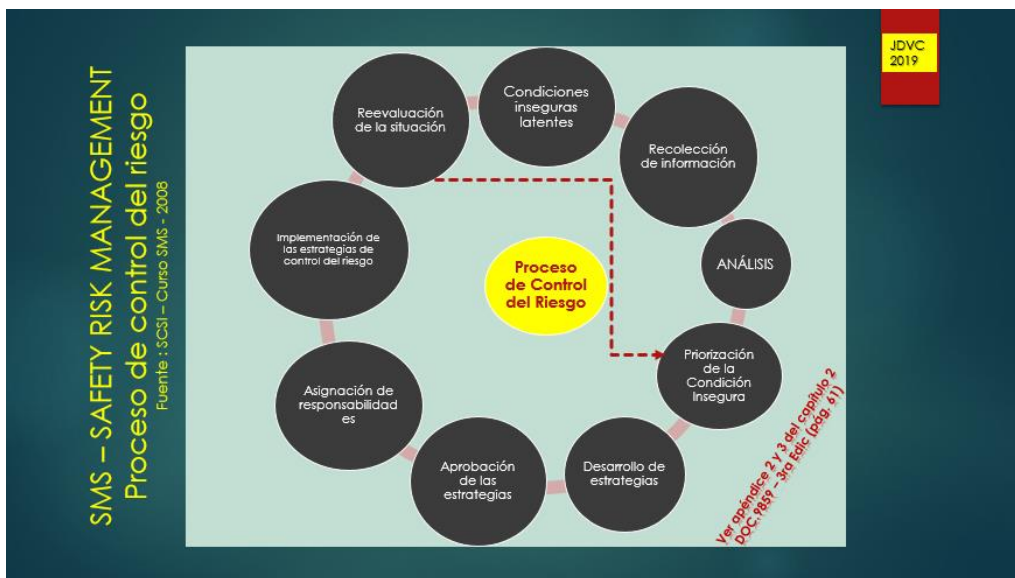 SMS – SAFETY RISK MANAGEMENT
Proceso de control del riesgo
Fuente : SCSI – Curso SMS - 2008
JDVC
2019
Condiciones
inseguras
latentes
Recolección
de información
ANÁLISIS
Priorización
de la
Condición
Insegura
Desarrollo de
estrategias
Aprobación
de las
estrategias
Asignación de
responsabilidad
es
Implementación de
las estrategias de
control del riesgo
Reevaluación
de la situación
Proceso
de Control
del Riesgo
Ver apéndice 2 y 3 del capítulo 2
DOC.9859 – 3ra Edic (pág. 61)